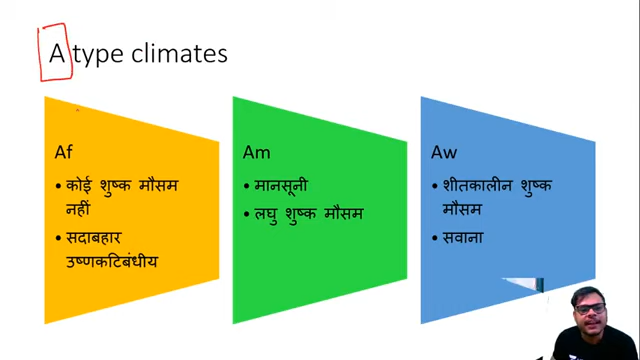 A type climates
Af
• कोई शुष्क मौसम
नहीं
• सदाबहार
उष्णकटिबंधीय
Am
• मानसूनी
• लघु शुष्क मौसम
Aw
• शीतकालीन शुष्क
मौसम
• सवाना